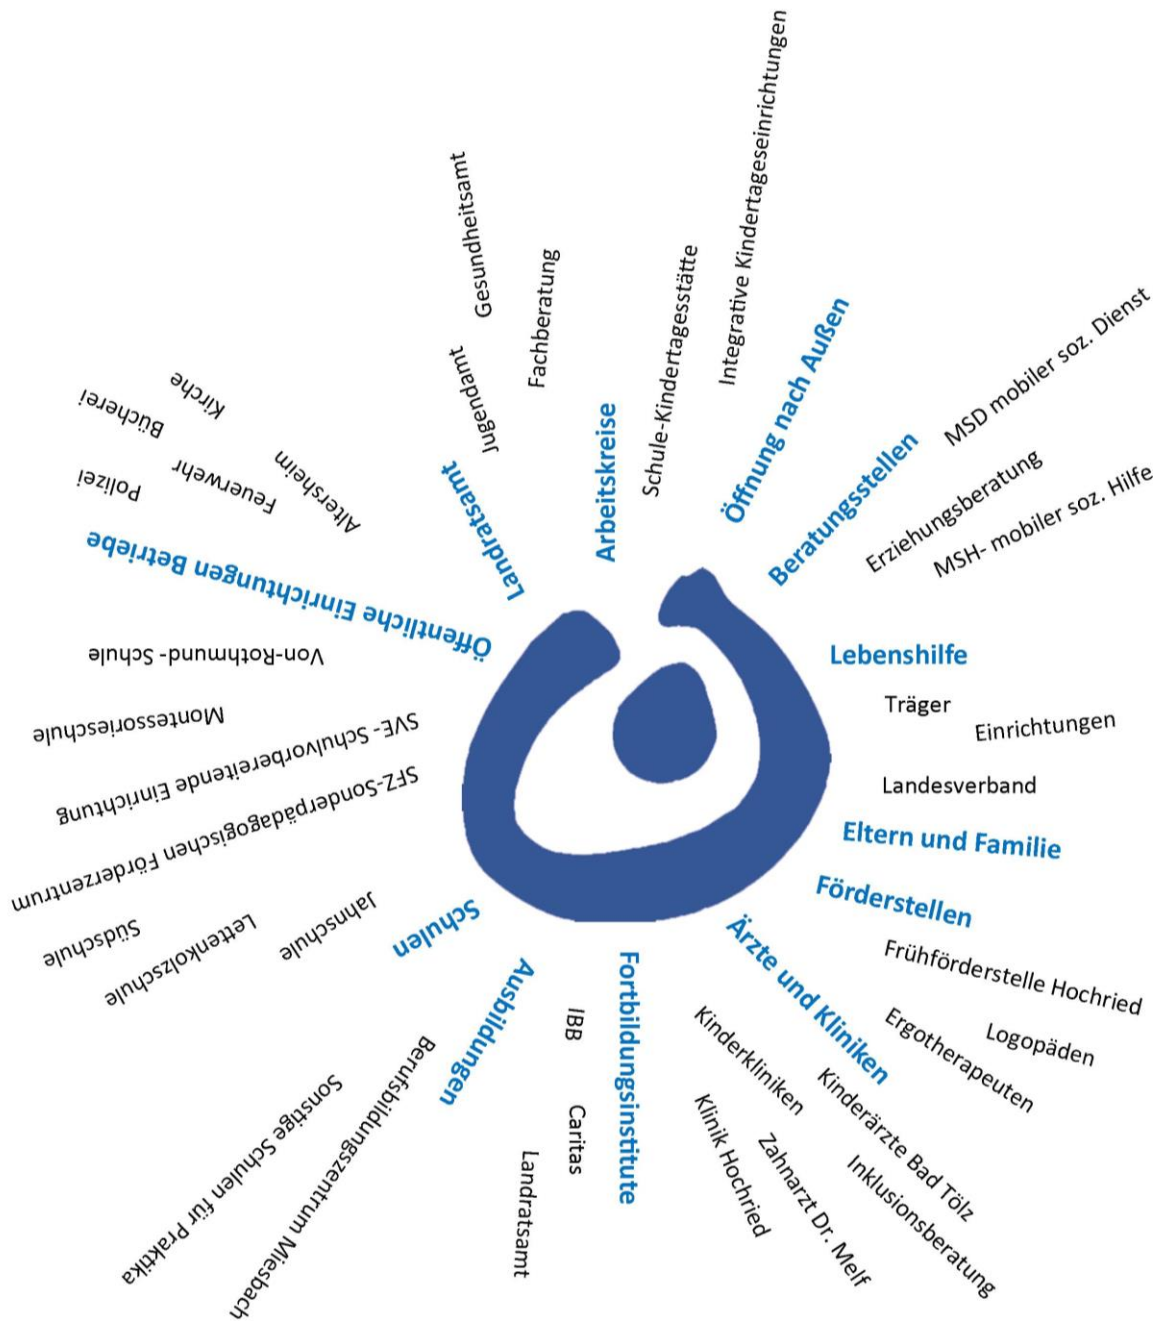 Arbeitskreise
Schule-Kindertagesstätte
Integrative Kindertageseinrichtungen
Öffnung nach Außen
Beratungsstellen
MSD mobiler soz. Dienst
Erziehungsberatung
MSH- mobiler soz. Hilfe
Lebenshilfe
Träger
Einrichtungen
Landesverband
Eltern und Familie
Förderstellen
Frühförderstelle Hochried
Logopäden
Ergotherapeuten
Ärzte und Kliniken
Kinderärzte Bad Tölz
Inklusionsberatung
Kinderkliniken
Zahnarzt Dr. Melf
Klinik Hochried
Fortbildungsinstitute
IBB
Caritas
Landratsamt
Ausbildungen
Berufsbildungszentrum Miesbach
Sonstige Schulen für Praktika
Schulen
Jahnschule
Lettenkolzschule
Südschule
SFZ-Sonderpädagogischen Förderzentrum
SVE- Schulvorbereitende Einrichtung
Montessorieschule
Von-Rothmund- Schule
Öffentliche Einrichtungen Betriebe
Polizei
Feuerwehr
Bücherei
Altersheim
Kirche
Landratsamt
Jugendamt
Gesundheitsamt
Fachberatung